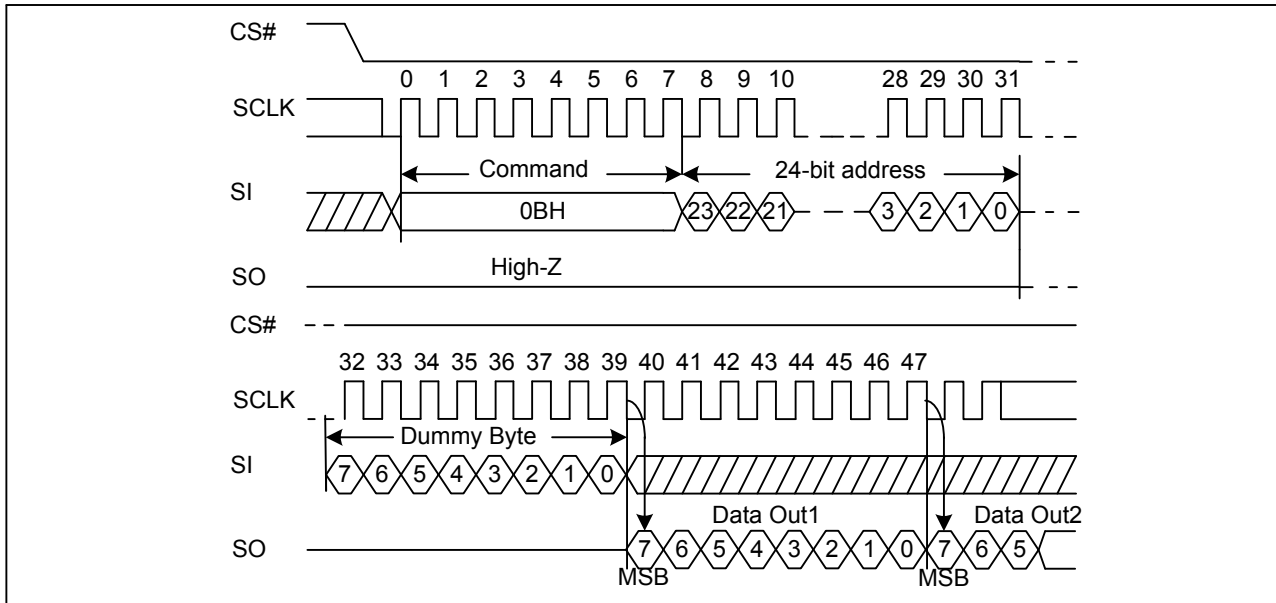 CS#
0 1 2 3 4 5 6 7 8 9 10 28 29 30 31
SCLK
Command 24-bit address
SI
0BH 23 22 21 3 2 1 0
High-Z
SO
CS#
32 33 34 35 36 37 38 39 40 41 42 43 44 45 46 47
SCLK
Dummy Byte
SI
7 6 5 4 3 2 1 0
Data Out1 Data Out2
SO
7 6 5 4 3 2 1 0 7 6 5
MSB MSB